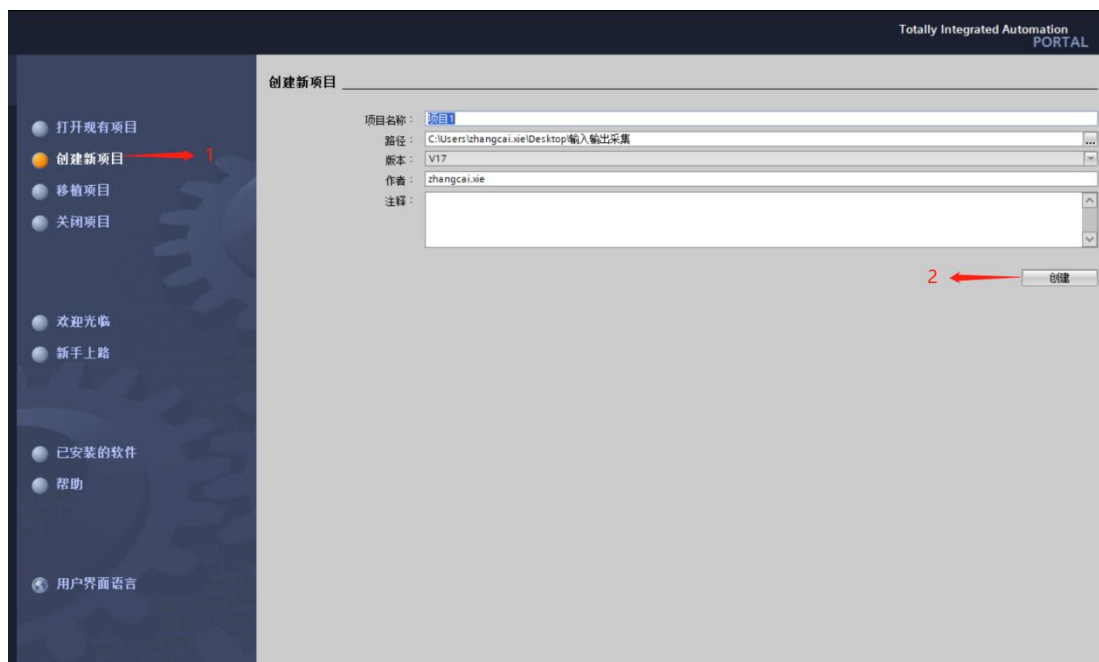 Totally Integrated Automation
PORTAL
打开现有项目
创建新项目
1
移植项目
关闭项目
欢迎光临
新手上路
已安装的软件
帮助
用户界面语言
创建新项目
项目名称：
项目1
路径：
C:\Users\zhangcai.xie\Desktop\输入输出采集
...
版本：
V17
作者：
zhangcai.xie
注释：
2
创建